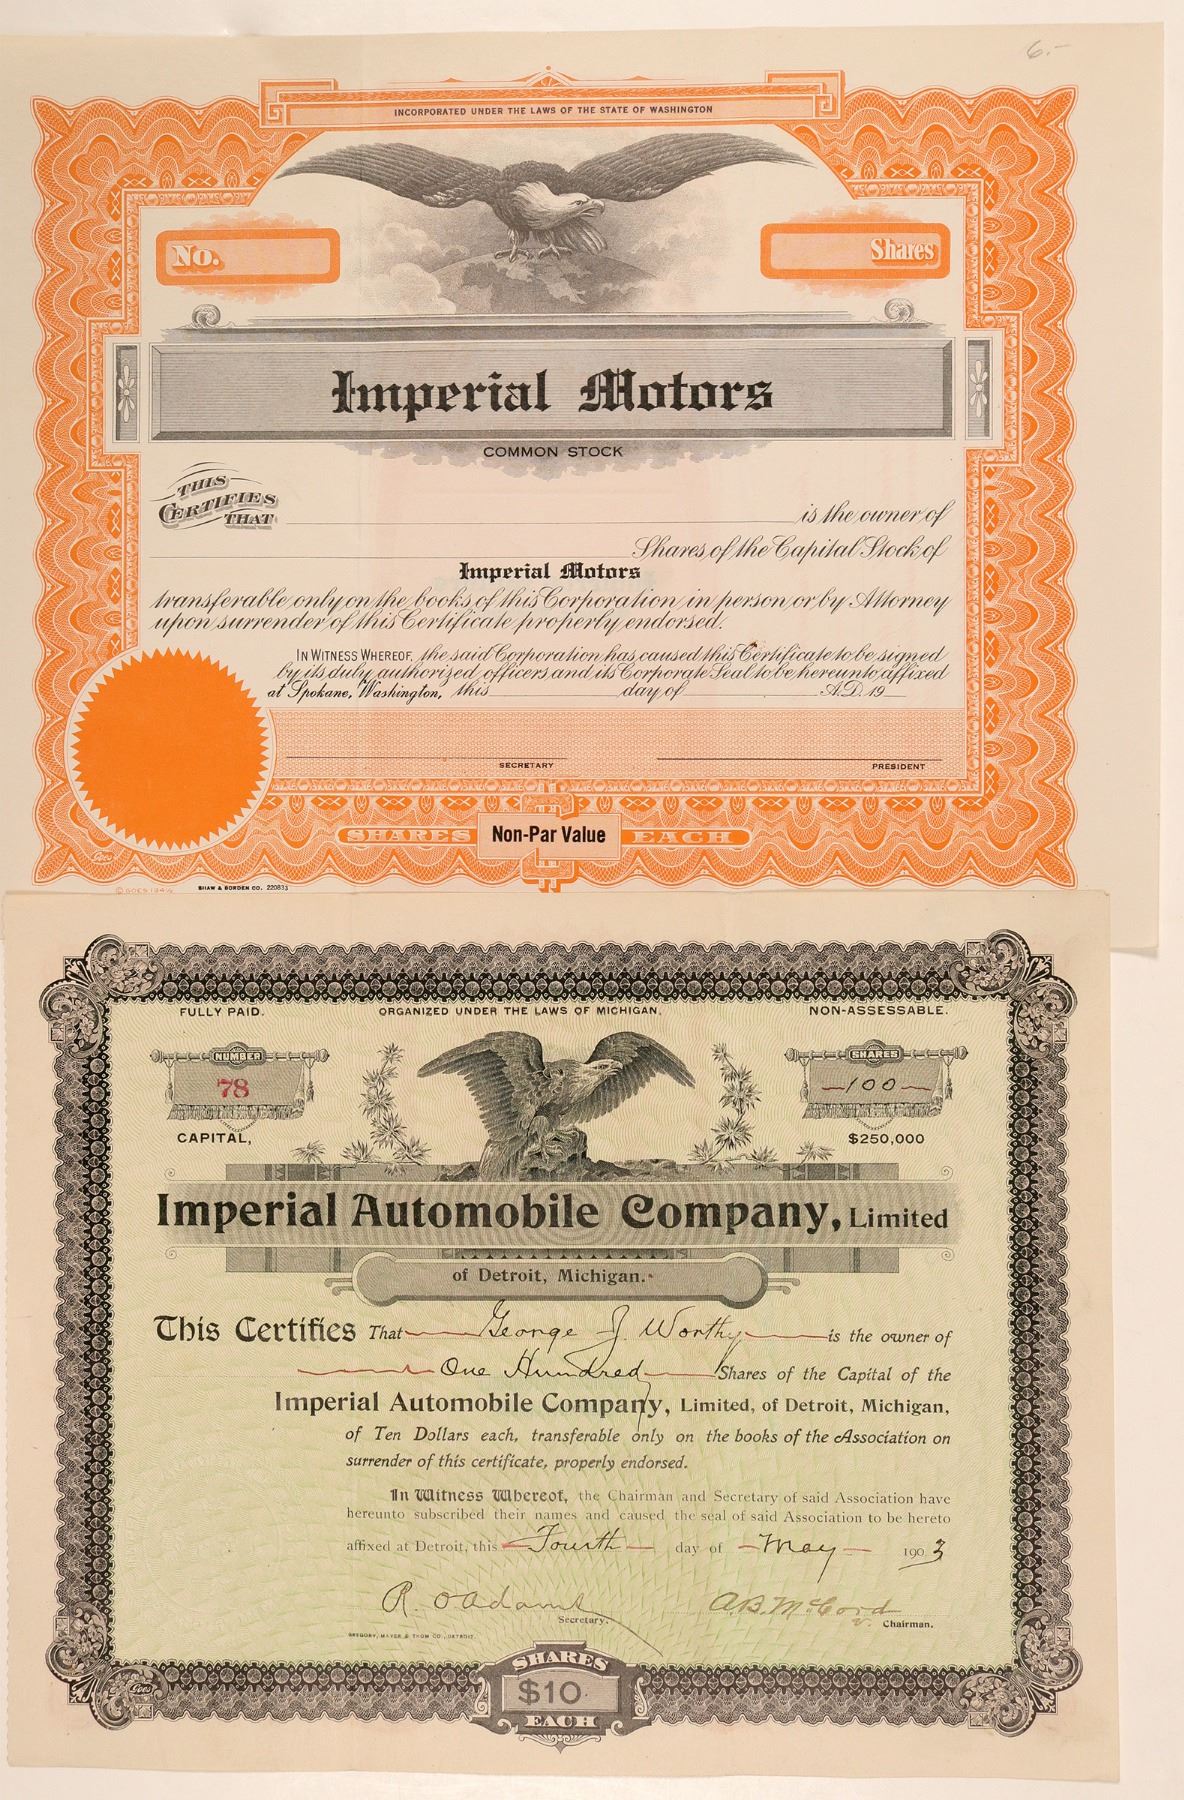 6.-
INCORPORATED UNDER THE LAWS OF THE STATE OF WASHINGTON
No. Shares
Imperial Motors
COMMON STOCK
THIS CERTIFIES THAT is the owner of
Shares of the Capital Stock of
Imperial Motors
transferable only on the books of this Corporation in person or by Attorney
upon surrender of this Certificate properly endorsed.
IN WITNESS WHEREOF, the said Corporation has caused this Certificate to be signed
by its duly authorized officers and its Corporate Seal to be hereunto affixed
at Spokane, Washington, this day of A.D. 19
SECRETARY PRESIDENT
SHARES Non-Par Value EACH
Goes
SHAW & BORDEN CO. 220833
FULLY PAID. ORGANIZED UNDER THE LAWS OF MICHIGAN. NON-ASSESSABLE.
NUMBER SHARES
78 100
CAPITAL, $250,000
Imperial Automobile Company, Limited
of Detroit, Michigan.
This Certifies That George J. Worthy is the owner of
One Hundred Shares of the Capital of the
Imperial Automobile Company, Limited, of Detroit, Michigan,
of Ten Dollars each, transferable only on the books of the Association on
surrender of this certificate, properly endorsed.
In Witness Whereof, the Chairman and Secretary of said Association have
hereunto subscribed their names and caused the seal of said Association to be hereto
affixed at Detroit, this Fourth day of May 1903
A.B. McCord
Secretary. v. Chairman.
GREGORY, MAYER & THOM CO., DETROIT.
SHARES
$10
EACH
Goes